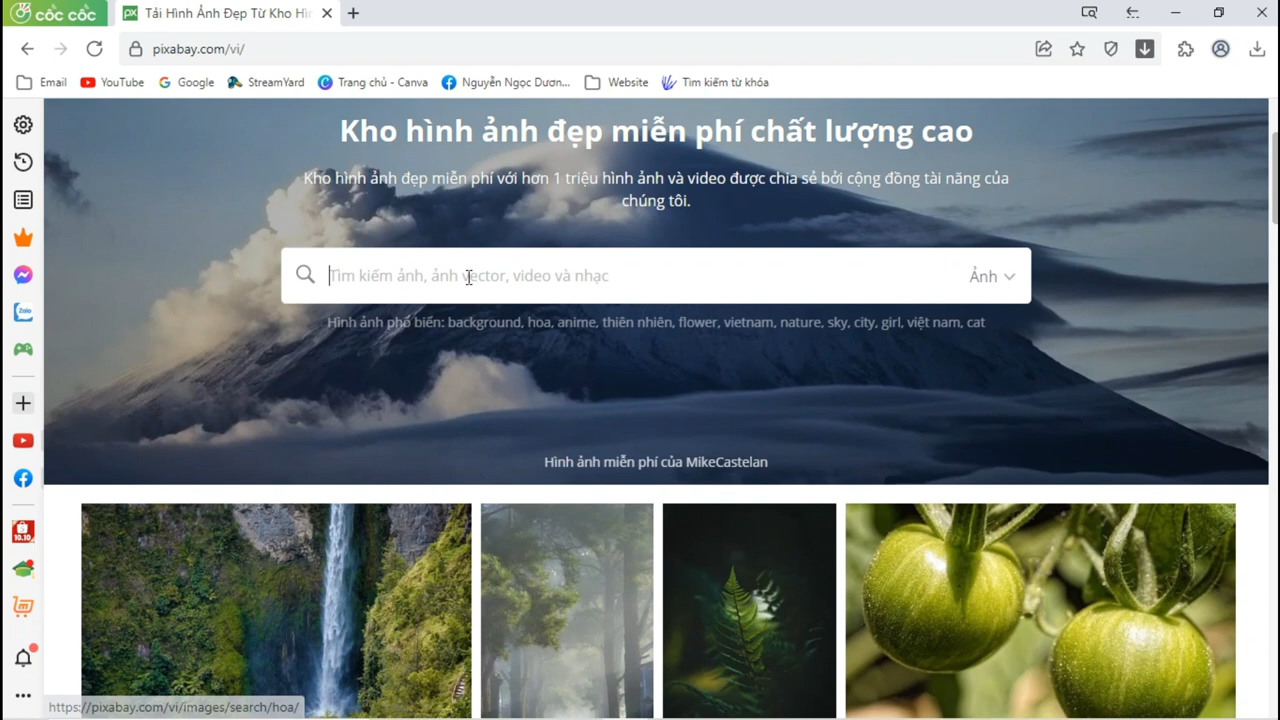 cốc cốc
px Tải Hình Ảnh Đẹp Từ Kho Hìn
pixabay.com/vi/
Email YouTube Google StreamYard Trang chủ - Canva Nguyễn Ngọc Dươn... Website Tìm kiếm từ khóa
Kho hình ảnh đẹp miễn phí chất lượng cao
Kho hình ảnh đẹp miễn phí với hơn 1 triệu hình ảnh và video được chia sẻ bởi cộng đồng tài năng của
chúng tôi.
Tìm kiếm ảnh, ảnh vector, video và nhạc Ảnh
Hình ảnh phổ biến: background, hoa, anime, thiên nhiên, flower, vietnam, nature, sky, city, girl, việt nam, cat
Hình ảnh miễn phí của MikeCastelan
Zalo
10.10
https://pixabay.com/vi/images/search/hoa/